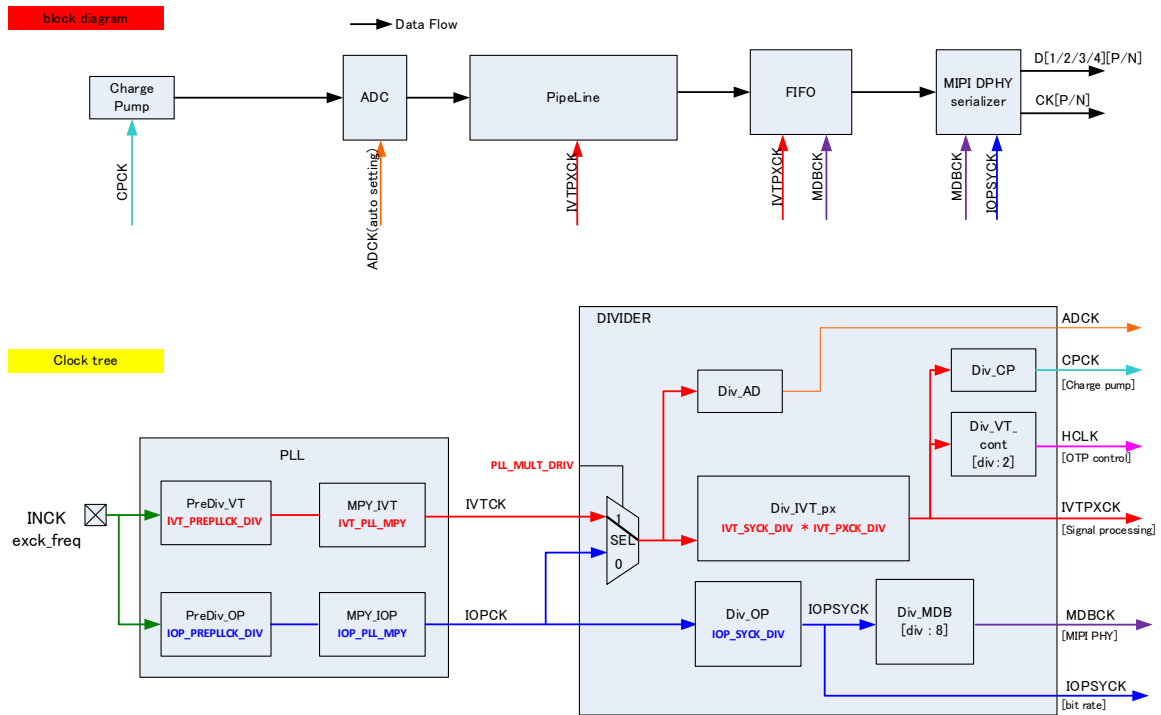 block diagram
Data Flow
Charge
Pump
ADC
PipeLine
FIFO
MIPI DPHY
serializer
D[1/2/3/4][P/N]
CK[P/N]
CPCK
ADCK(auto setting)
IVTPXCK
IVTPXCK
MDBCK
MDBCK
IOPSYCK
Clock tree
DIVIDER
ADCK
Div_AD
Div_CP
CPCK
[Charge pump]
Div_VT_
cont
[div:2]
HCLK
[OTP control]
PLL
PLL_MULT_DRIV
INCK
exck_freq
PreDiv_VT
IVT_PREPLLCK_DIV
MPY_IVT
IVT_PLL_MPY
IVTCK
1
SEL
0
Div_IVT_px
IVT_SYCK_DIV * IVT_PXCK_DIV
IVTPXCK
[Signal processing]
PreDiv_OP
IOP_PREPLLCK_DIV
MPY_IOP
IOP_PLL_MPY
IOPCK
Div_OP
IOP_SYCK_DIV
IOPSYCK
Div_MDB
[div : 8]
MDBCK
[MIPI PHY]
IOPSYCK
[bit rate]